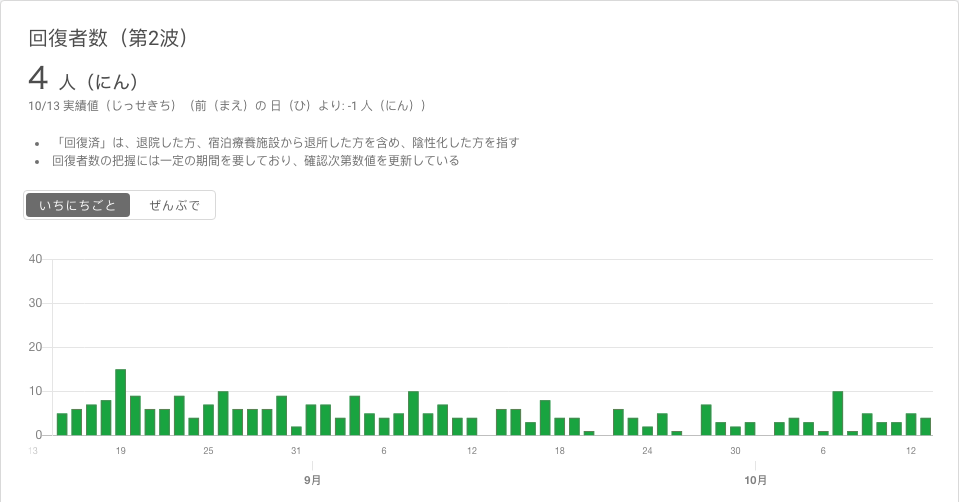 回復者数（第2波）
4 人（にん）
10/13 実績値（じっせきち）（前（まえ）の 日（ひ）より: -1 人（にん））
「回復済」は、退院した方、宿泊療養施設から退所した方を含め、陰性化した方を指す
回復者数の把握には一定の期間を要しており、確認次第数値を更新している
いちにちごと ぜんぶで
40
30
20
10
0
13 19 25 31 6 12 18 24 30 6 12
9月 10月